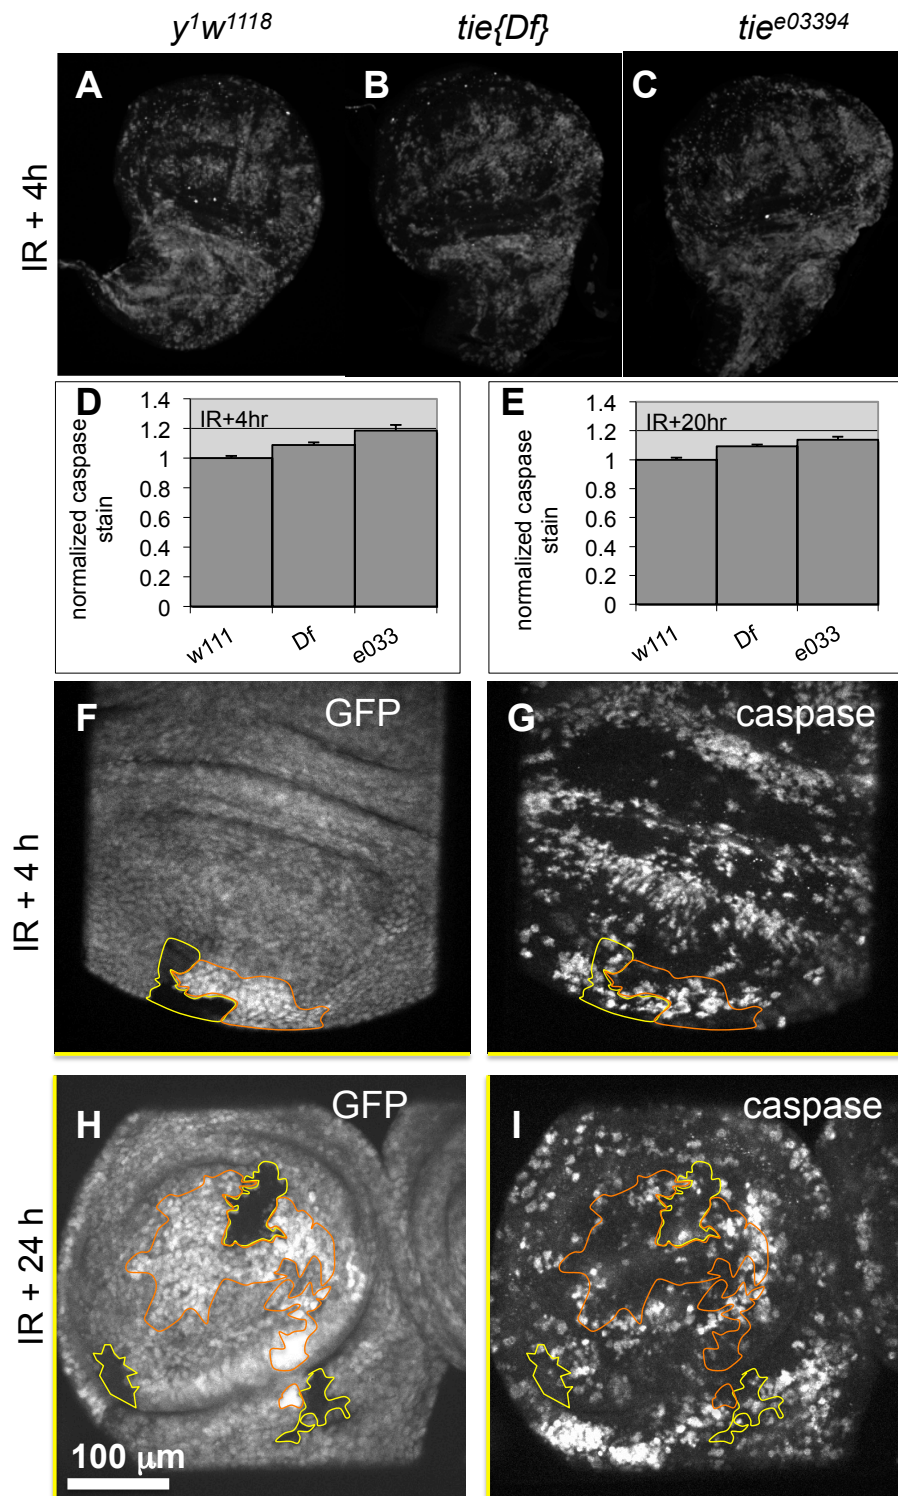 y¹w¹¹¹⁸ tie{Df} tieᵉ⁰³³⁹⁴
A B C
IR + 4h
D
normalized caspase stain
1.4
1.2
1
0.8
0.6
0.4
0.2
0
IR+4hr
w111 Df e033
E
normalized caspase stain
1.4
1.2
1
0.8
0.6
0.4
0.2
0
IR+20hr
w111 Df e033
IR + 4 h
F GFP
G caspase
IR + 24 h
H GFP
I caspase
100 μm